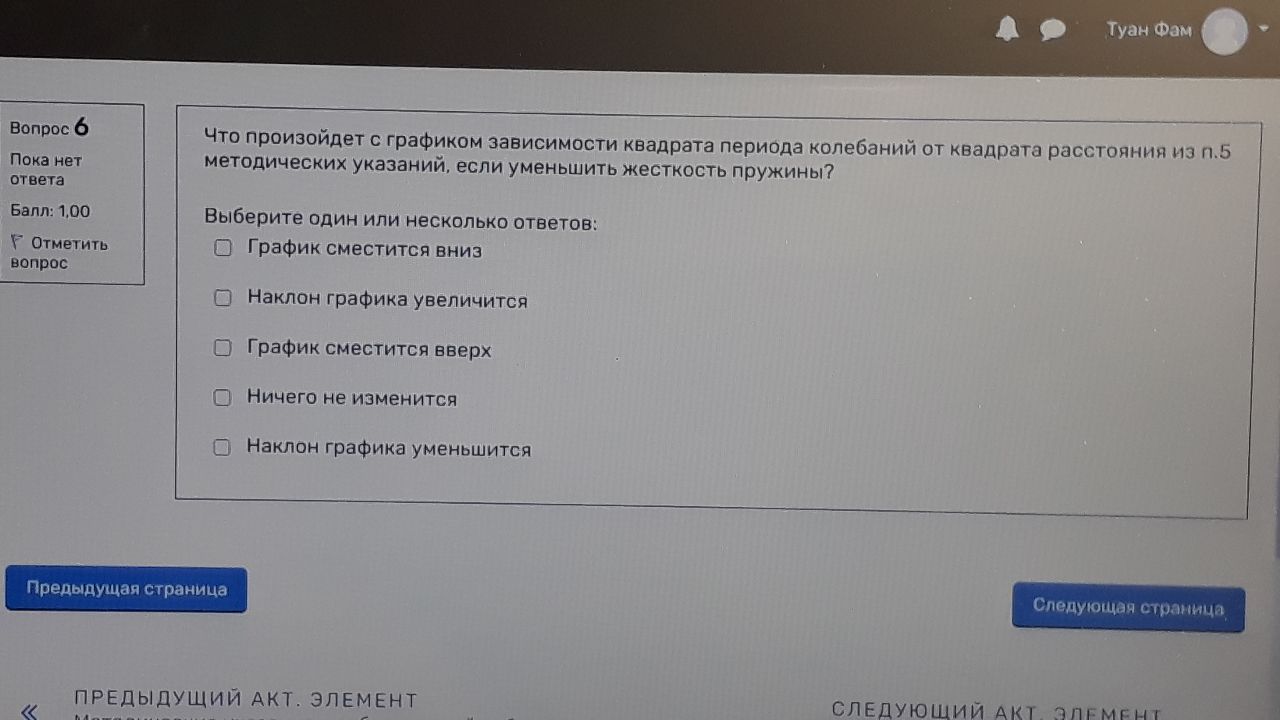 Туан Фам
Вопрос 6
Пока нет
ответа
Балл: 1,00
Отметить
вопрос
Что произойдет с графиком зависимости квадрата периода колебаний от квадрата расстояния из п.5
методических указаний, если уменьшить жесткость пружины?
Выберите один или несколько ответов:
График сместится вниз
Наклон графика увеличится
График сместится вверх
Ничего не изменится
Наклон графика уменьшится
Предыдущая страница
Следующая страница
ПРЕДЫДУЩИЙ АКТ. ЭЛЕМЕНТ
СЛЕДУЮЩИЙ АКТ. ЭЛЕМЕНТ